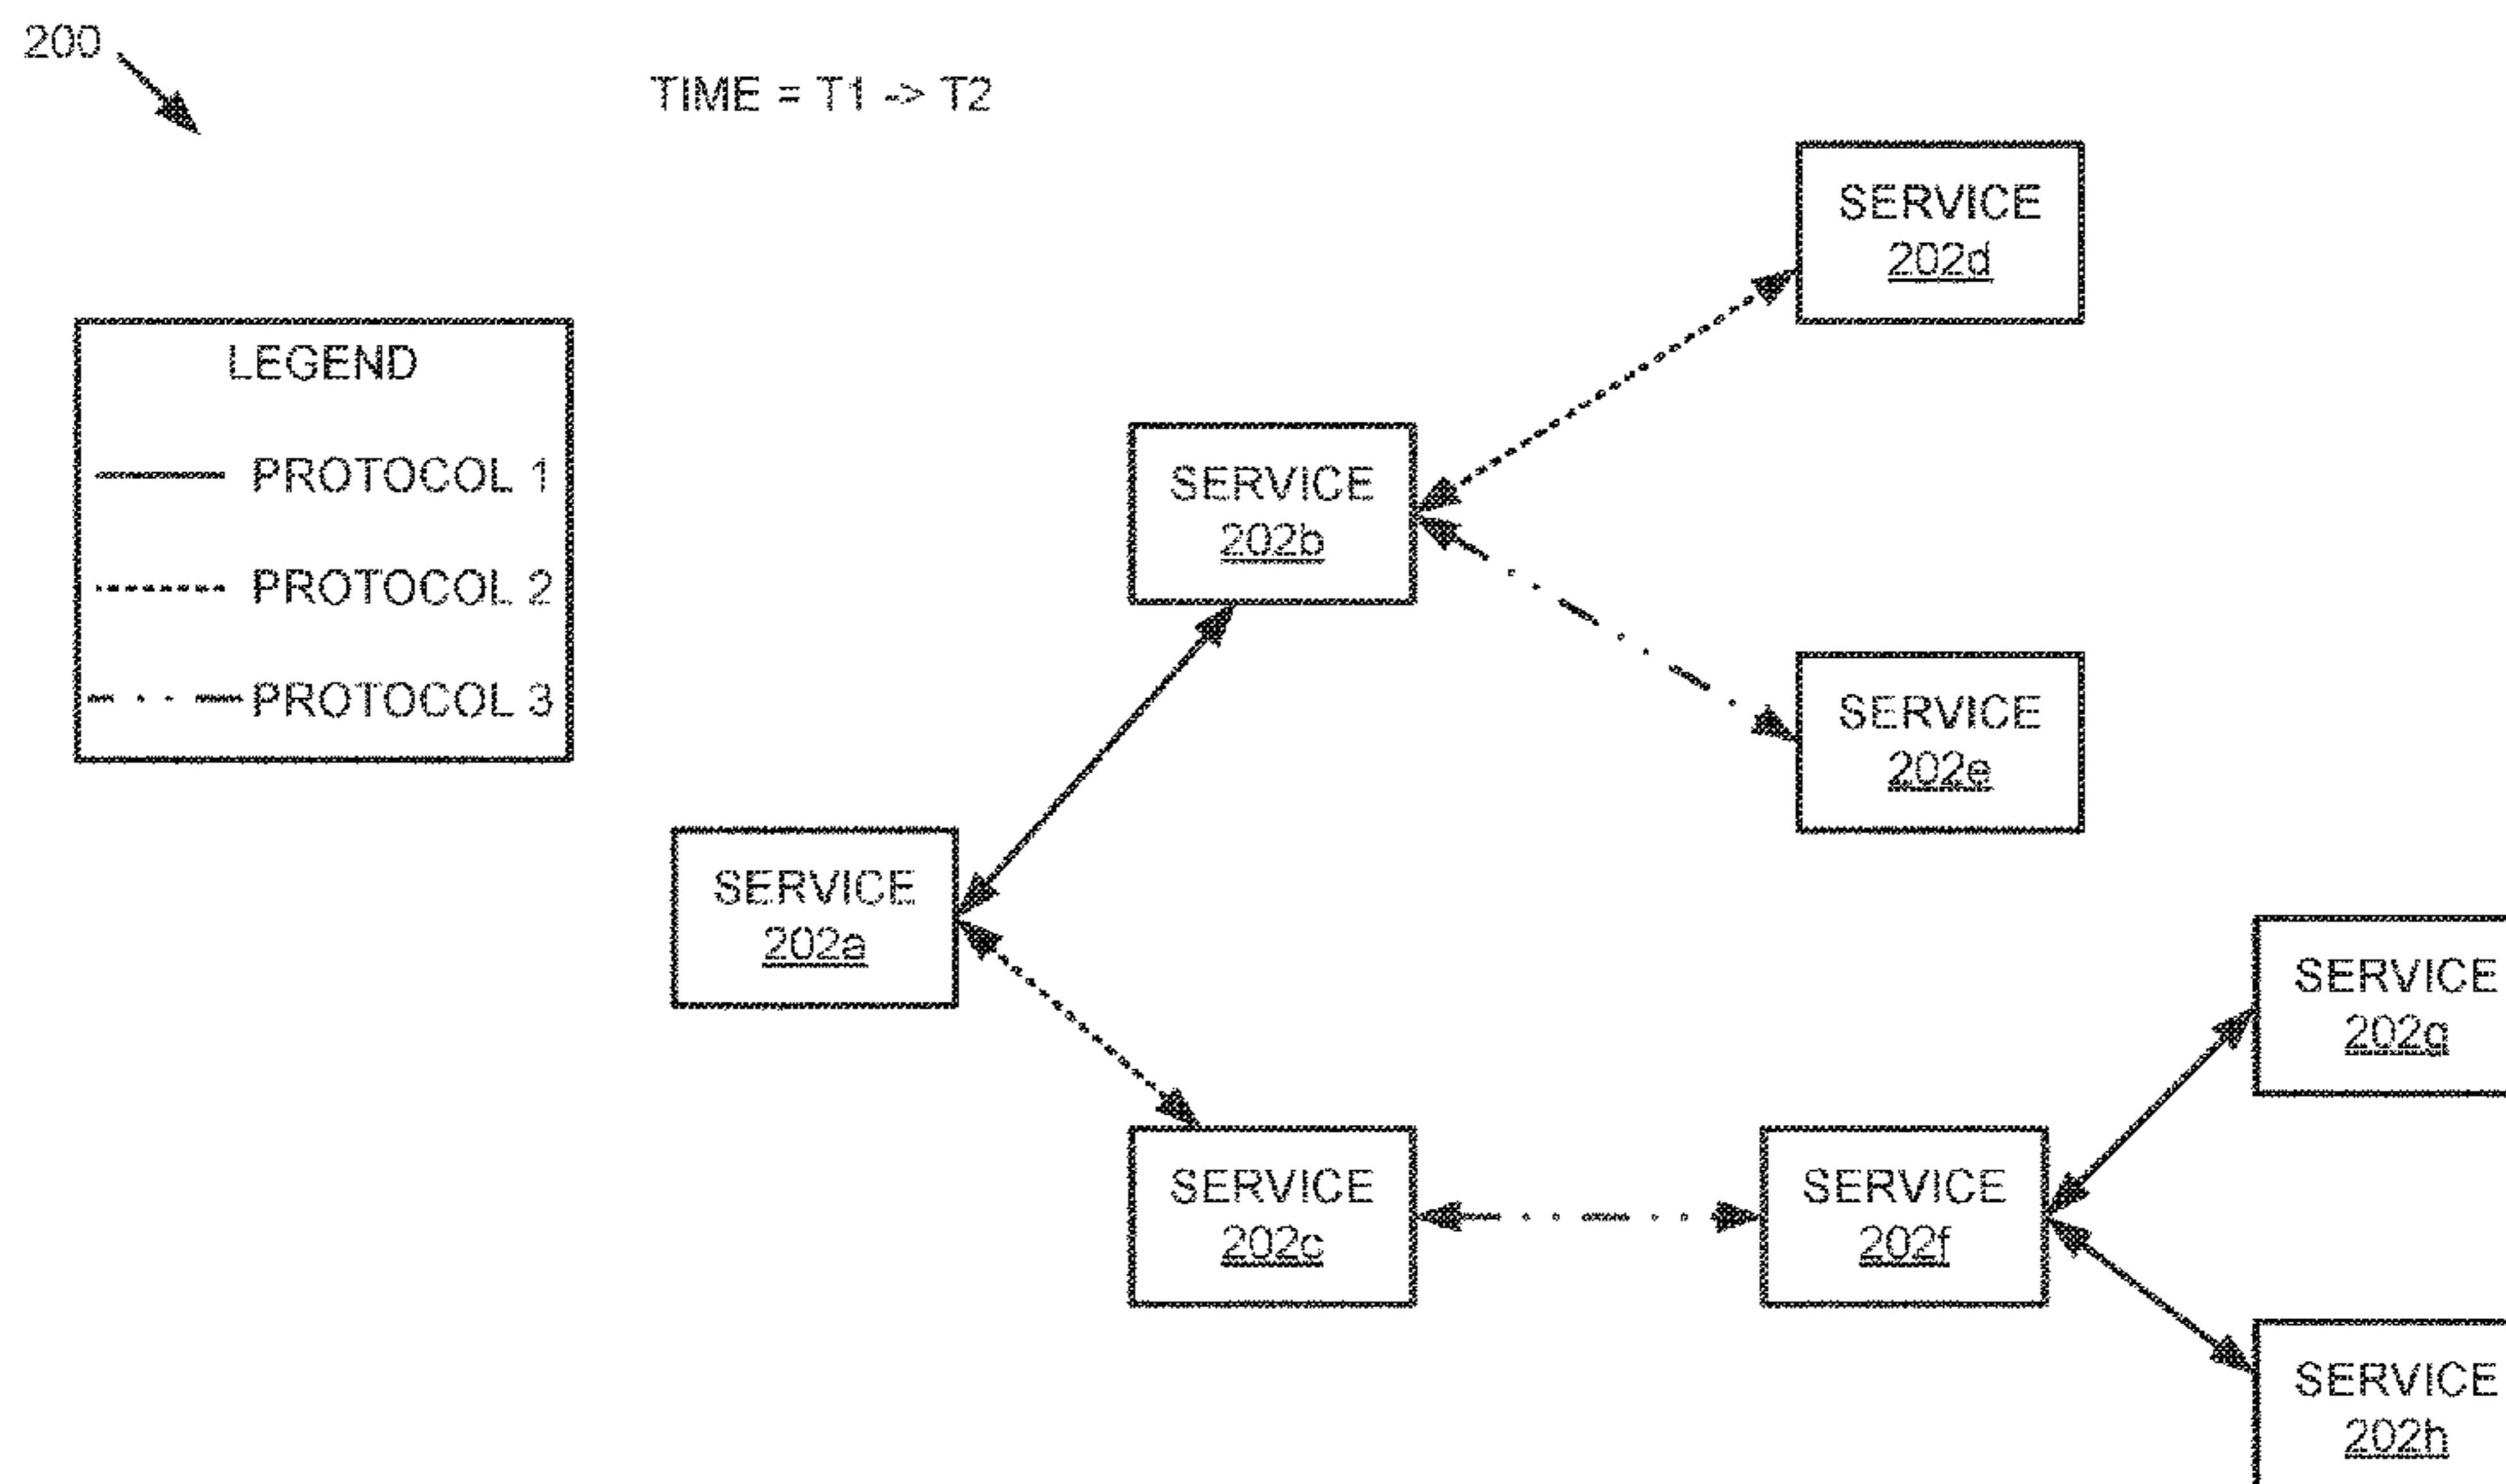 200
TIME = T1 -> T2
SERVICE
202d
LEGEND
PROTOCOL 1
PROTOCOL 2
PROTOCOL 3
SERVICE
202b
SERVICE
202e
SERVICE
202a
SERVICE
202g
SERVICE
202c
SERVICE
202f
SERVICE
202h